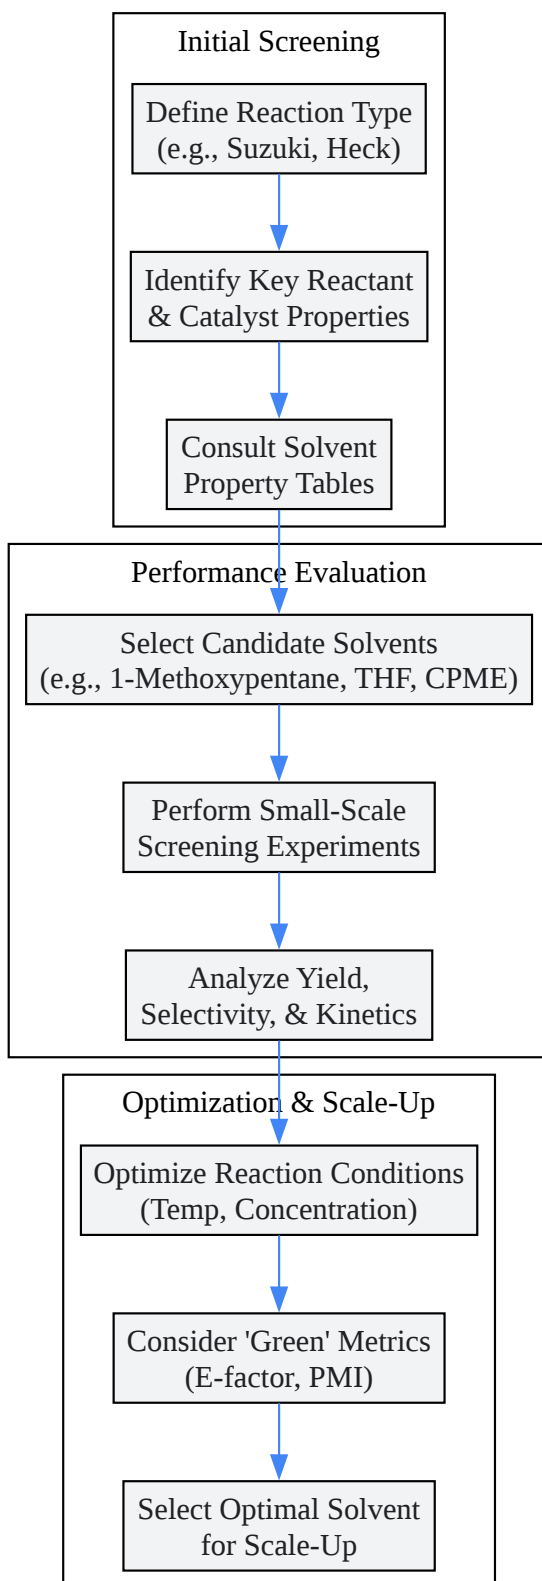 Initial Screening
Define Reaction Type
(e.g., Suzuki, Heck)
Identify Key Reactant
& Catalyst Properties
Consult Solvent
Property Tables
Performance Evaluation
Select Candidate Solvents
(e.g., 1-Methoxypentane, THF, CPME)
Perform Small-Scale
Screening Experiments
Analyze Yield,
Selectivity, & Kinetics
Optimization & Scale-Up
Optimize Reaction Conditions
(Temp, Concentration)
Consider 'Green' Metrics
(E-factor, PMI)
Select Optimal Solvent
for Scale-Up